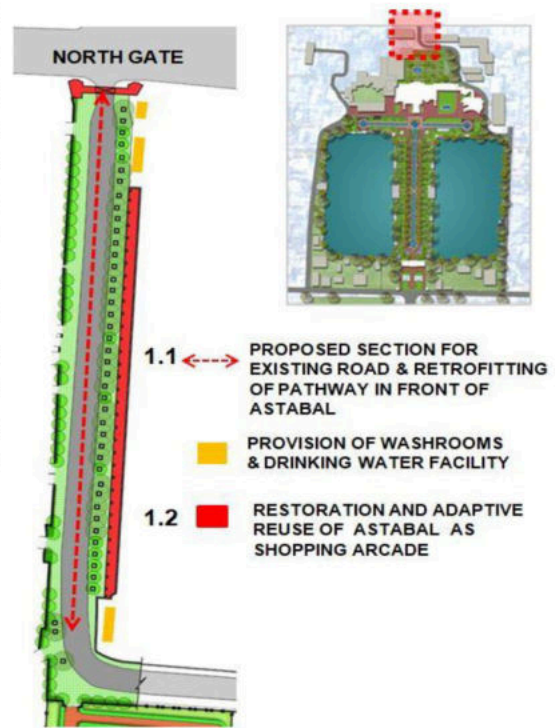 NORTH GATE
1.1
PROPOSED SECTION FOR
EXISTING ROAD & RETROFITTING
OF PATHWAY IN FRONT OF
ASTABAL
PROVISION OF WASHROOMS
& DRINKING WATER FACILITY
1.2
RESTORATION AND ADAPTIVE
REUSE OF ASTABAL AS
SHOPPING ARCADE